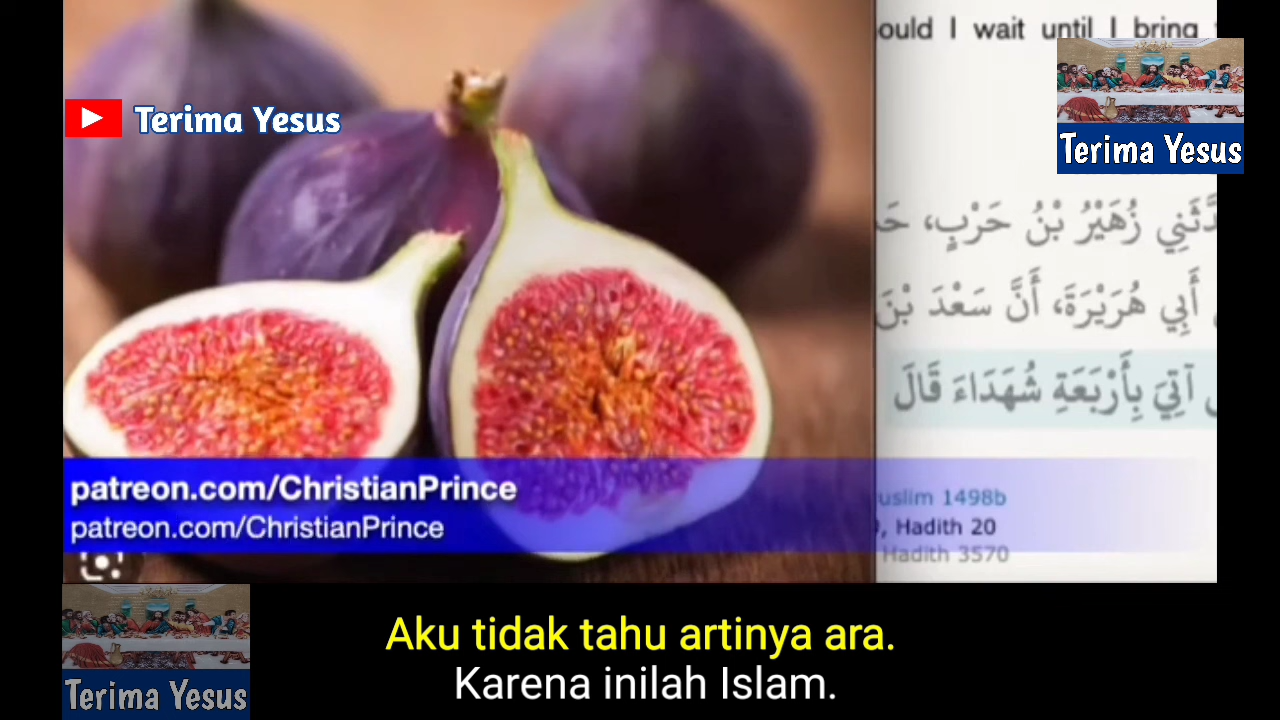 ould I wait until I bring
Terima Yesus
Terima Yesus
دَّثَنِي زُهَيْرُ بْنُ حَرْبٍ، حَ
أَبِي هُرَيْرَةَ، أَنَّ سَعْدَ بْنَ
آتِيَ بِأَرْبَعَةِ شُهَدَاءَ قَالَ
patreon.com/ChristianPrince
patreon.com/ChristianPrince
uslim 1498b
, Hadith 20
Hadith 3570
Aku tidak tahu artinya ara.
Karena inilah Islam.
Terima Yesus